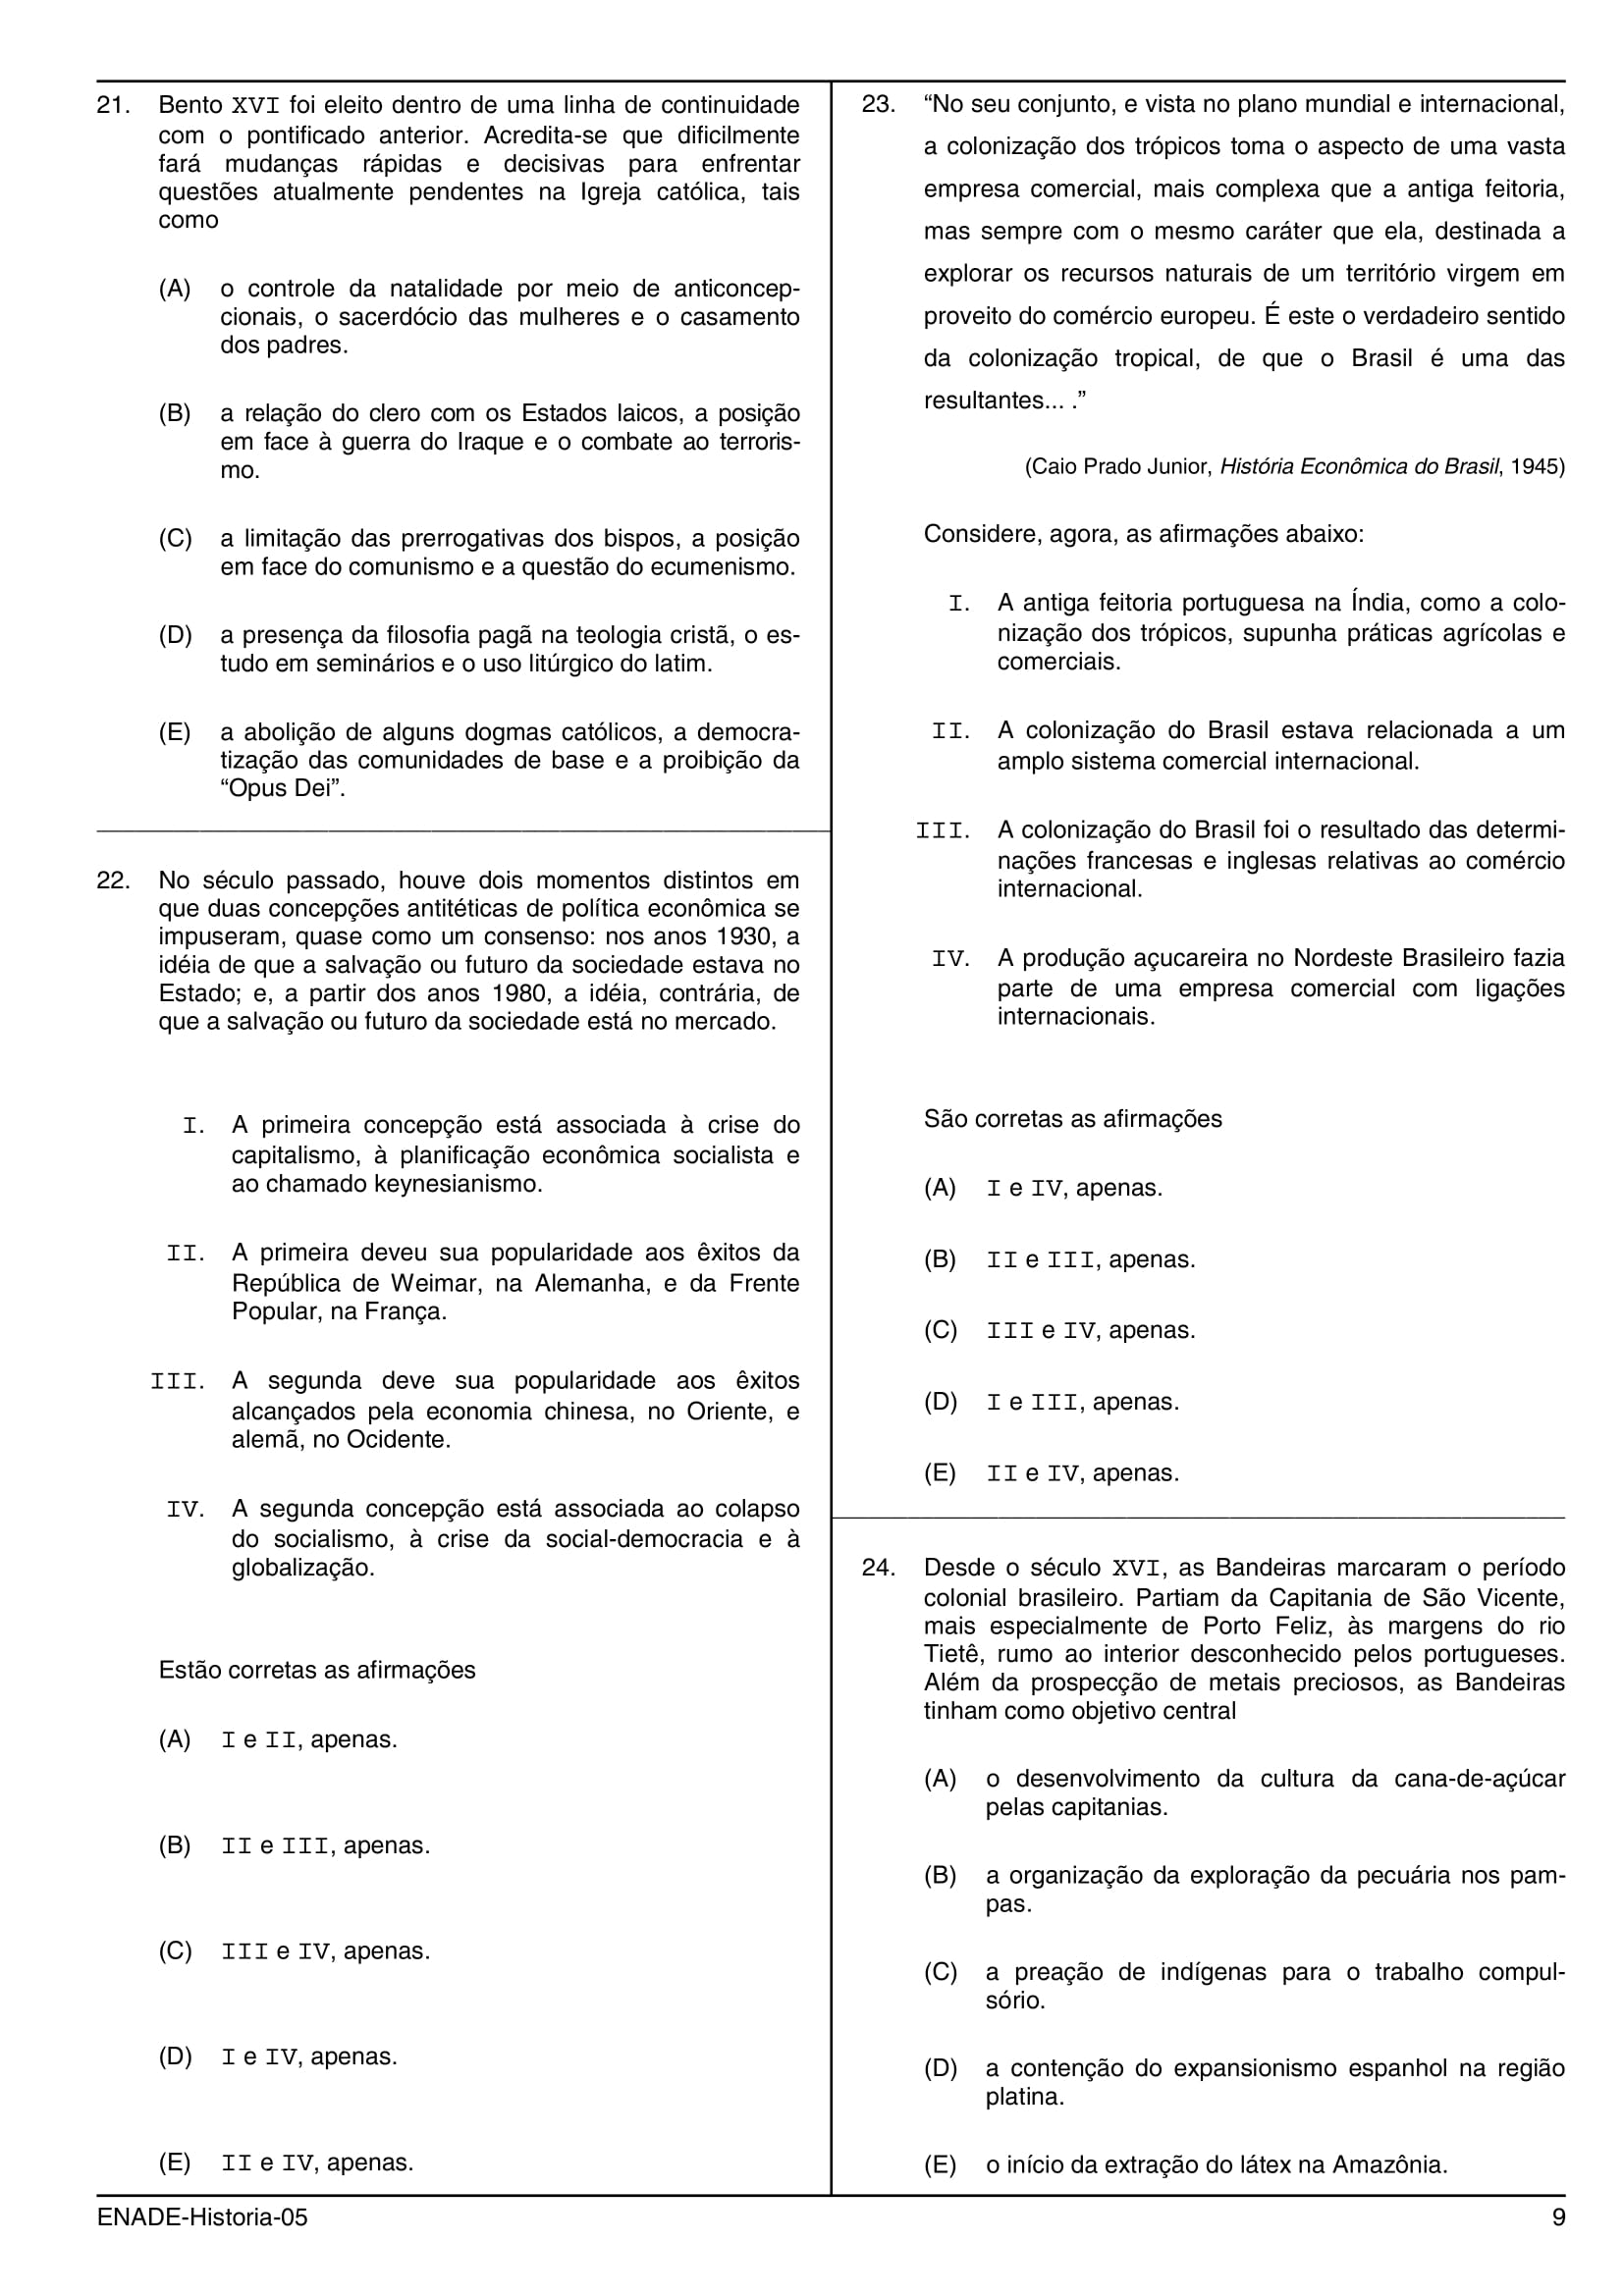 21. Bento XVI foi eleito dentro de uma linha de continuidade
com o pontificado anterior. Acredita-se que dificilmente
fará mudanças rápidas e decisivas para enfrentar
questões atualmente pendentes na Igreja católica, tais
como
(A) o controle da natalidade por meio de anticoncep-
cionais, o sacerdócio das mulheres e o casamento
dos padres.
(B) a relação do clero com os Estados laicos, a posição
em face à guerra do Iraque e o combate ao terroris-
mo.
(C) a limitação das prerrogativas dos bispos, a posição
em face do comunismo e a questão do ecumenismo.
(D) a presença da filosofia pagã na teologia cristã, o es-
tudo em seminários e o uso litúrgico do latim.
(E) a abolição de alguns dogmas católicos, a democra-
tização das comunidades de base e a proibição da
“Opus Dei”.
22. No século passado, houve dois momentos distintos em
que duas concepções antitéticas de política econômica se
impuseram, quase como um consenso: nos anos 1930, a
idéia de que a salvação ou futuro da sociedade estava no
Estado; e, a partir dos anos 1980, a idéia, contrária, de
que a salvação ou futuro da sociedade está no mercado.
I. A primeira concepção está associada à crise do
capitalismo, à planificação econômica socialista e
ao chamado keynesianismo.
II. A primeira deveu sua popularidade aos êxitos da
República de Weimar, na Alemanha, e da Frente
Popular, na França.
III. A segunda deve sua popularidade aos êxitos
alcançados pela economia chinesa, no Oriente, e
alemã, no Ocidente.
IV. A segunda concepção está associada ao colapso
do socialismo, à crise da social-democracia e à
globalização.
Estão corretas as afirmações
(A) I e II, apenas.
(B) II e III, apenas.
(C) III e IV, apenas.
(D) I e IV, apenas.
(E) II e IV, apenas.
23. “No seu conjunto, e vista no plano mundial e internacional,
a colonização dos trópicos toma o aspecto de uma vasta
empresa comercial, mais complexa que a antiga feitoria,
mas sempre com o mesmo caráter que ela, destinada a
explorar os recursos naturais de um território virgem em
proveito do comércio europeu. É este o verdadeiro sentido
da colonização tropical, de que o Brasil é uma das
resultantes... .”
(Caio Prado Junior, História Econômica do Brasil, 1945)
Considere, agora, as afirmações abaixo:
I. A antiga feitoria portuguesa na Índia, como a colo-
nização dos trópicos, supunha práticas agrícolas e
comerciais.
II. A colonização do Brasil estava relacionada a um
amplo sistema comercial internacional.
III. A colonização do Brasil foi o resultado das determi-
nações francesas e inglesas relativas ao comércio
internacional.
IV. A produção açucareira no Nordeste Brasileiro fazia
parte de uma empresa comercial com ligações
internacionais.
São corretas as afirmações
(A) I e IV, apenas.
(B) II e III, apenas.
(C) III e IV, apenas.
(D) I e III, apenas.
(E) II e IV, apenas.
24. Desde o século XVI, as Bandeiras marcaram o período
colonial brasileiro. Partiam da Capitania de São Vicente,
mais especialmente de Porto Feliz, às margens do rio
Tietê, rumo ao interior desconhecido pelos portugueses.
Além da prospecção de metais preciosos, as Bandeiras
tinham como objetivo central
(A) o desenvolvimento da cultura da cana-de-açúcar
pelas capitanias.
(B) a organização da exploração da pecuária nos pam-
pas.
(C) a preação de indígenas para o trabalho compul-
sório.
(D) a contenção do expansionismo espanhol na região
platina.
(E) o início da extração do látex na Amazônia.
ENADE-Historia-05
9